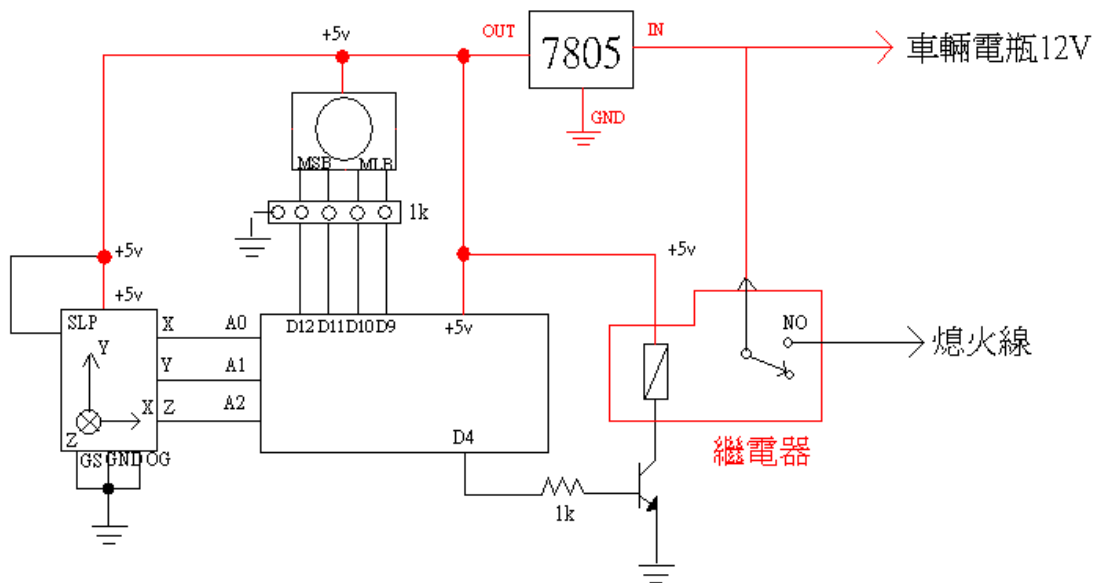 +5v
OUT
7805
IN
車輛電瓶12V
GND
MSB
MLB
1k
+5v
+5v
+5v
SLP
X
A0
D12
D11
D10
D9
+5v
NO
熄火線
Y
Y
A1
X
Z
A2
Z
D4
繼電器
GS
GND
OG
1k